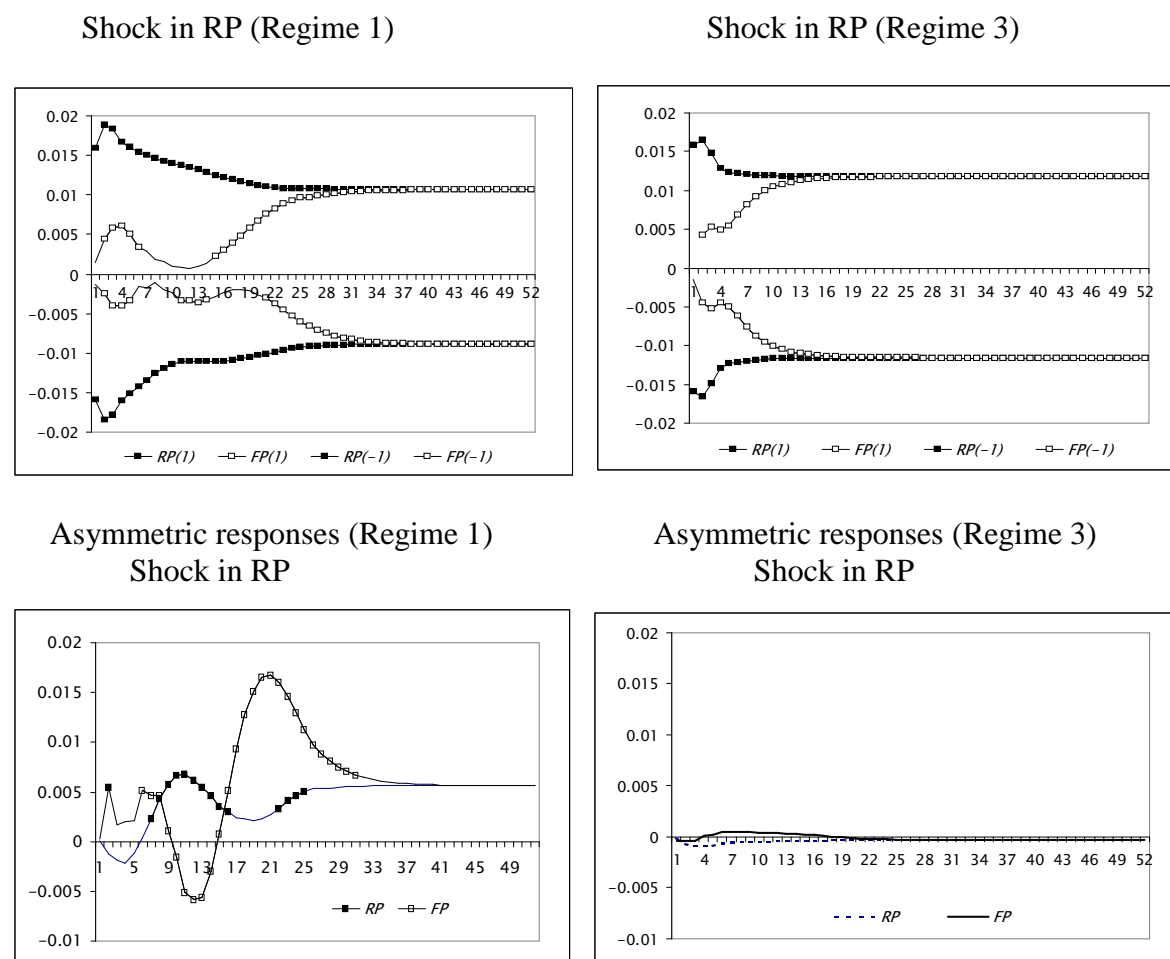 Shock in RP (Regime 1)
Shock in RP (Regime 3)
0.02
0.015
0.01
0.005
0
-0.005
-0.01
-0.015
-0.02
1 4 7 10 13 16 19 22 25 28 31 34 37 40 43 46 49 52
RP(1) FP(1) RP(-1) FP(-1)
0.02
0.015
0.01
0.005
0
-0.005
-0.01
-0.015
-0.02
1 4 7 10 13 16 19 22 25 28 31 34 37 40 43 46 49 52
RP(1) FP(1) RP(-1) FP(-1)
Asymmetric responses (Regime 1)
Shock in RP
Asymmetric responses (Regime 3)
Shock in RP
0.02
0.015
0.01
0.005
0
-0.005
-0.01
1 5 9 13 17 21 25 29 33 37 41 45 49
RP FP
0.02
0.015
0.01
0.005
0
-0.005
-0.01
1 4 7 10 13 16 19 22 25 28 31 34 37 40 43 46 49 52
RP FP